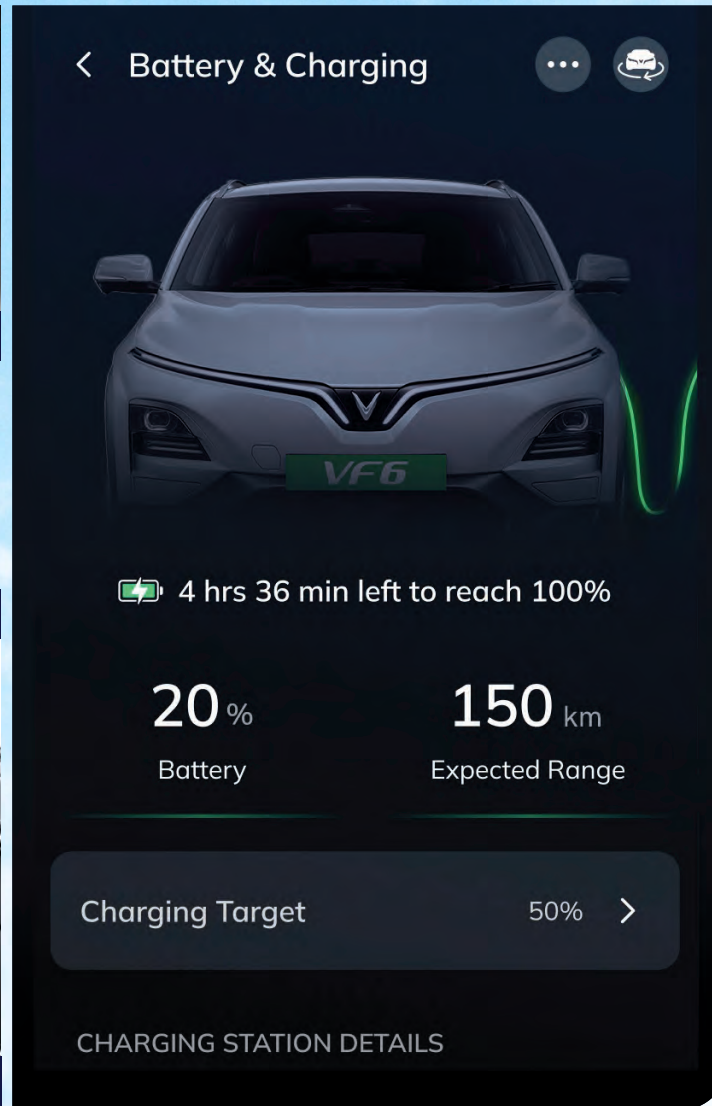 Battery & Charging
VF6
4 hrs 36 min left to reach 100%
20 %
150 km
Battery
Expected Range
Charging Target
50%
CHARGING STATION DETAILS